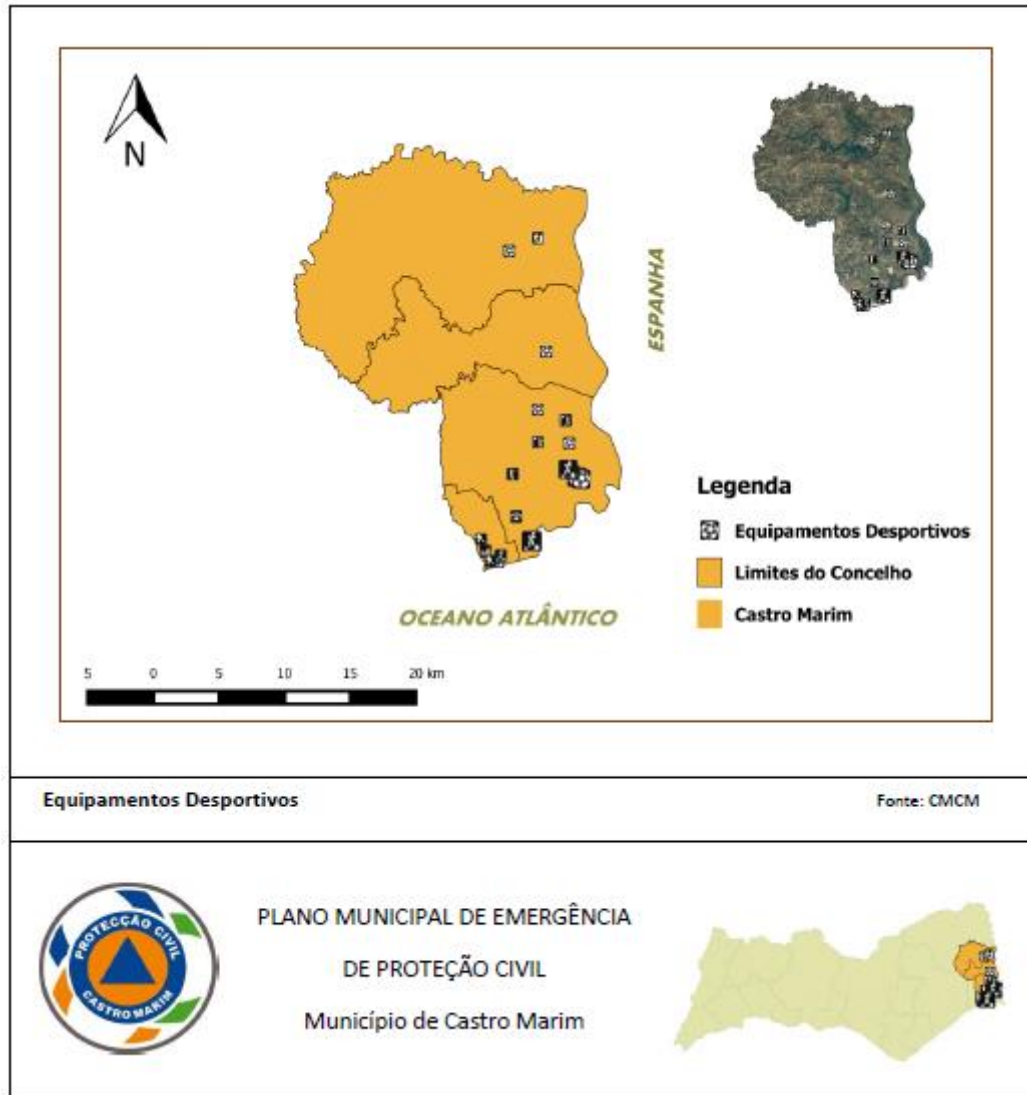 N
ESPANHA
Legenda
Equipamentos Desportivos
Limites do Concelho
Castro Marim
OCEANO ATLÂNTICO
5 0 5 10 15 20 km
Equipamentos Desportivos
Fonte: CMCM
PROTECÇÃO CIVIL
CASTRO MARIM
PLANO MUNICIPAL DE EMERGÊNCIA
DE PROTEÇÃO CIVIL
Município de Castro Marim